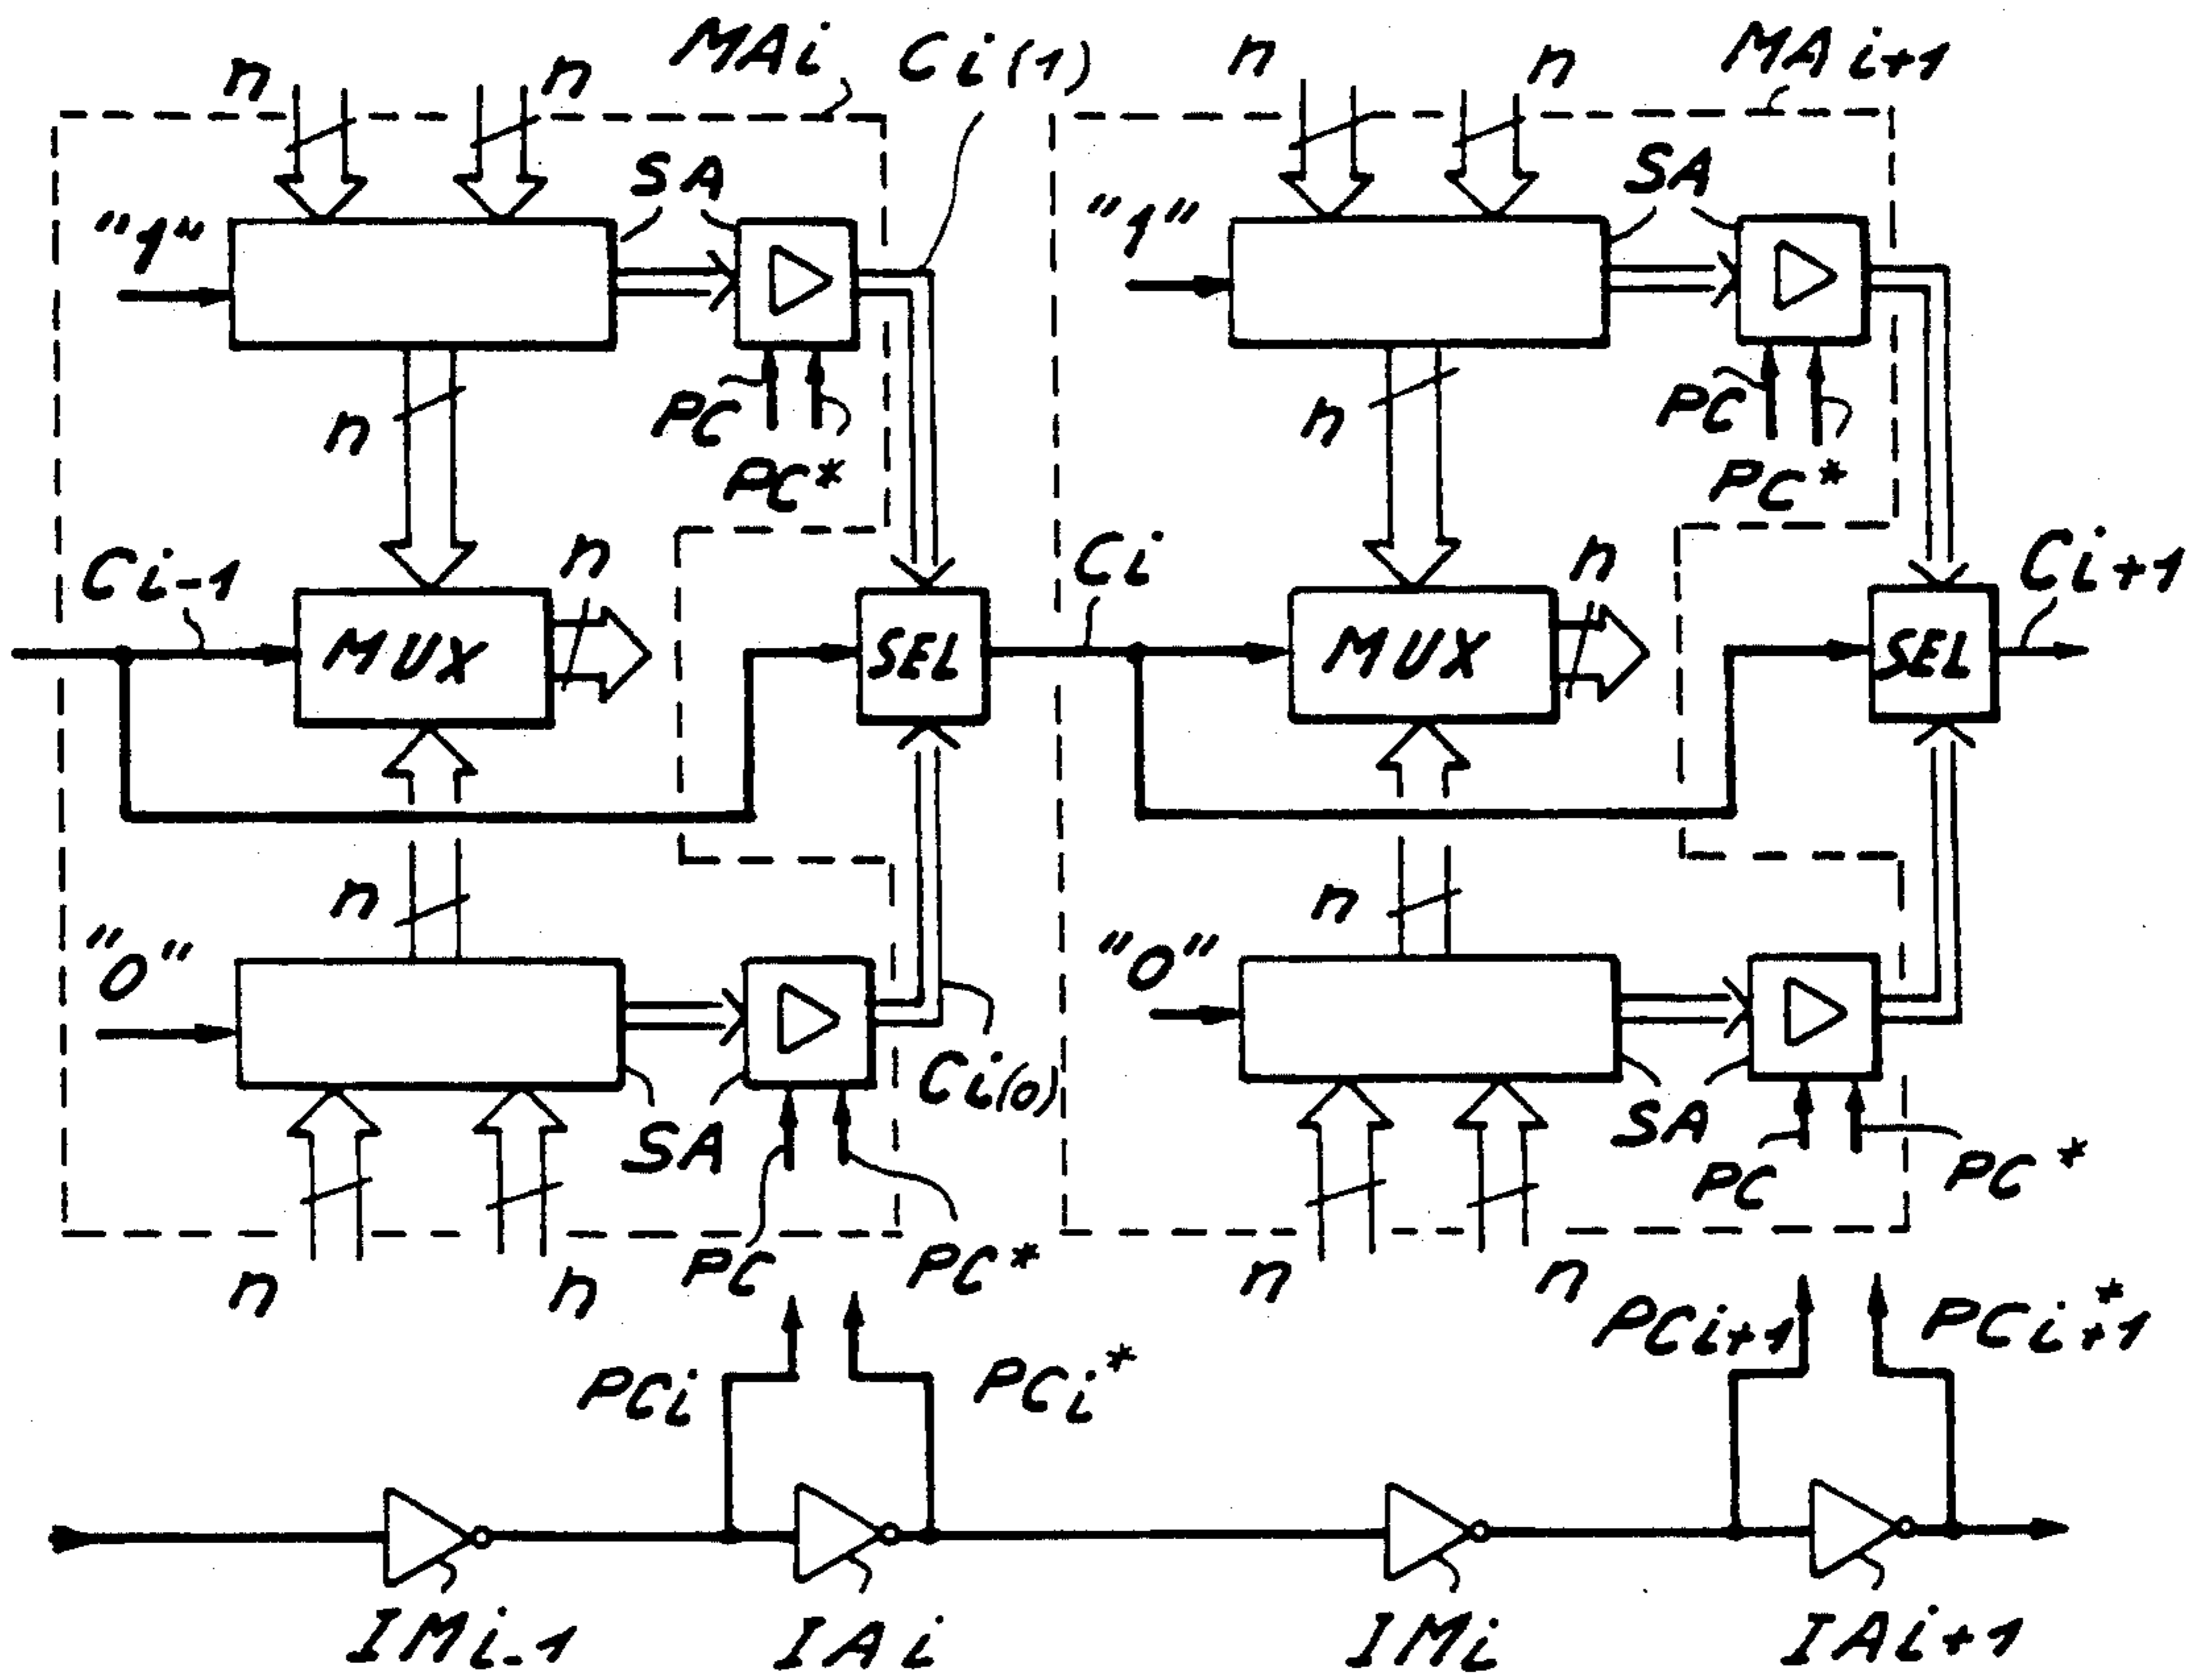 n
n
MAi
Ci(1)
n
n
MAi+1
SA
SA
"1"
"1"
PC
PC*
PC
PC*
n
n
Ci-1
n
Ci
n
Ci+1
MUX
SEL
MUX
SEL
n
n
"0"
"0"
Ci(0)
SA
SA
PC
PC*
PC
PC*
n
n
n
n
PCi
PCi*
PCi+1
PCi+1*
IMi-1
IAi
IMi
IAi+1